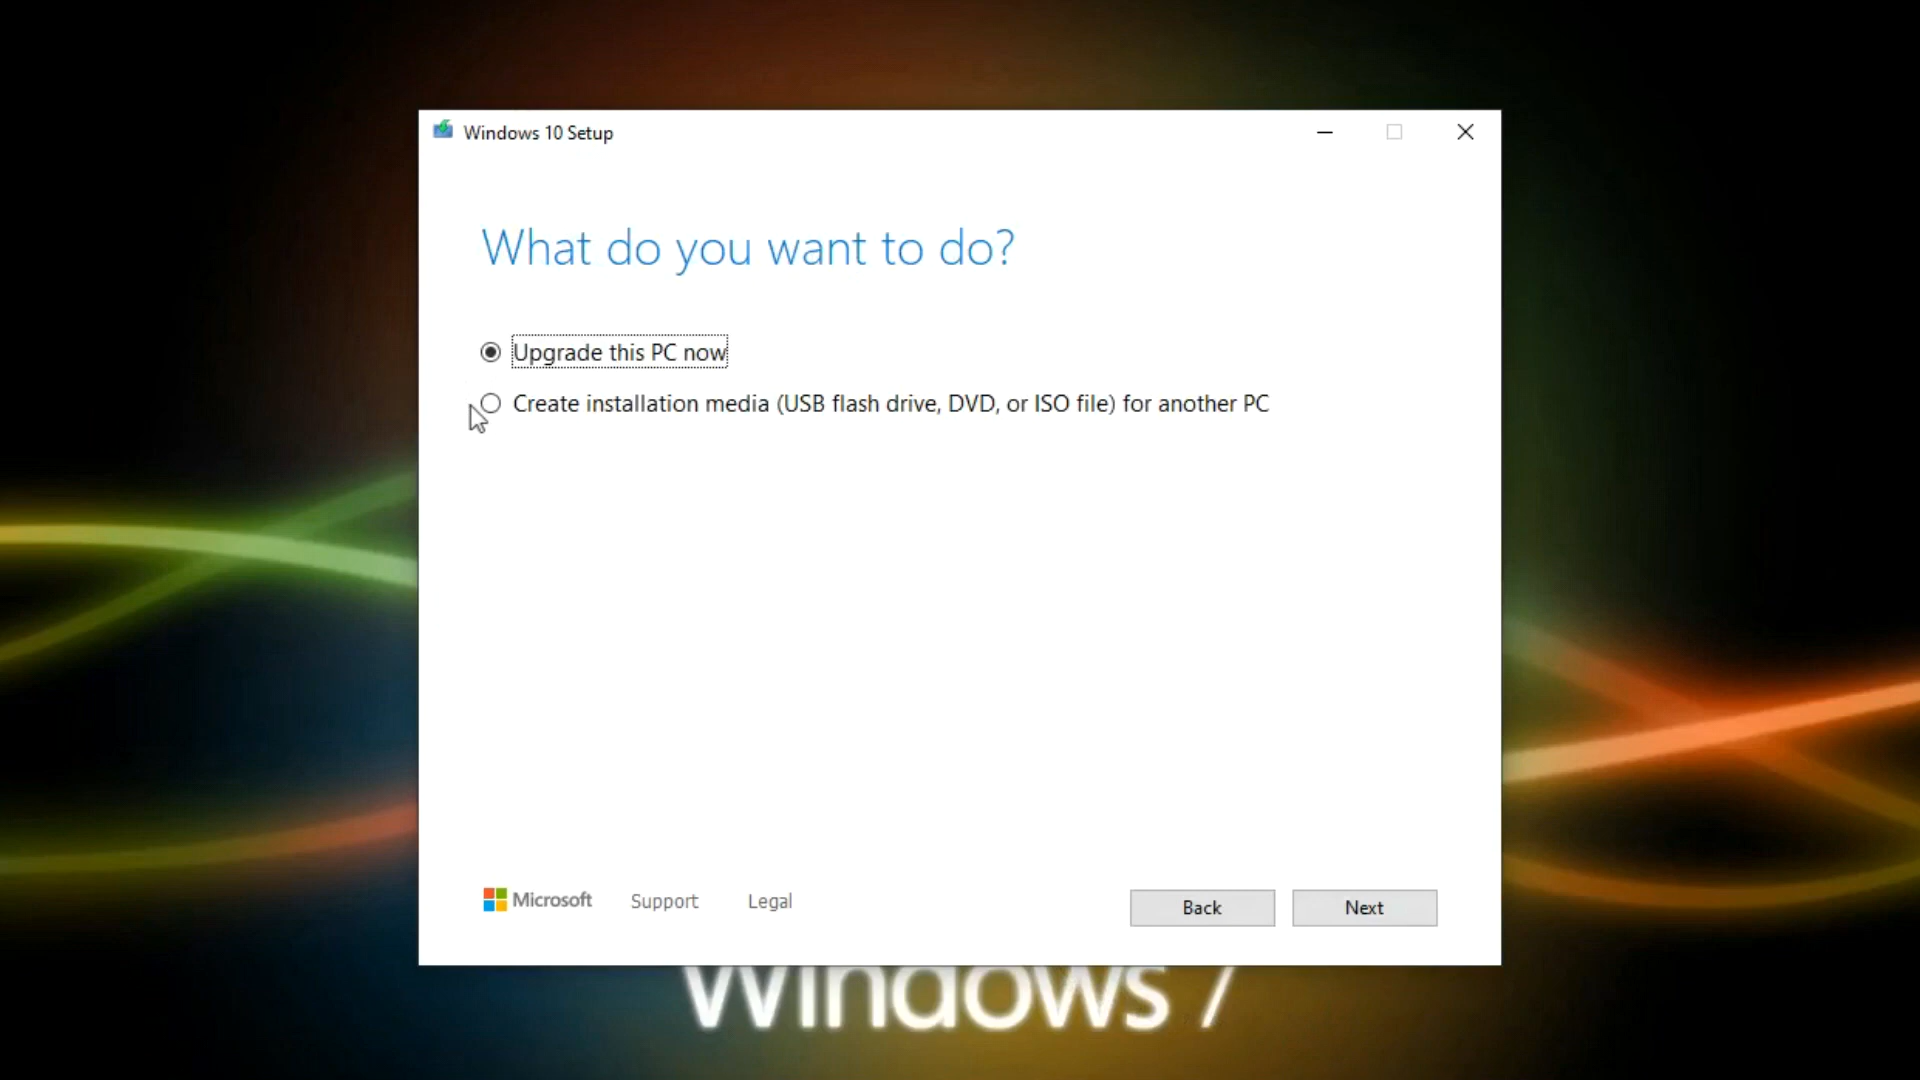 Windows 10 Setup
What do you want to do?
Upgrade this PC now
Create installation media (USB flash drive, DVD, or ISO file) for another PC
Microsoft Support Legal Back Next
Windows 7